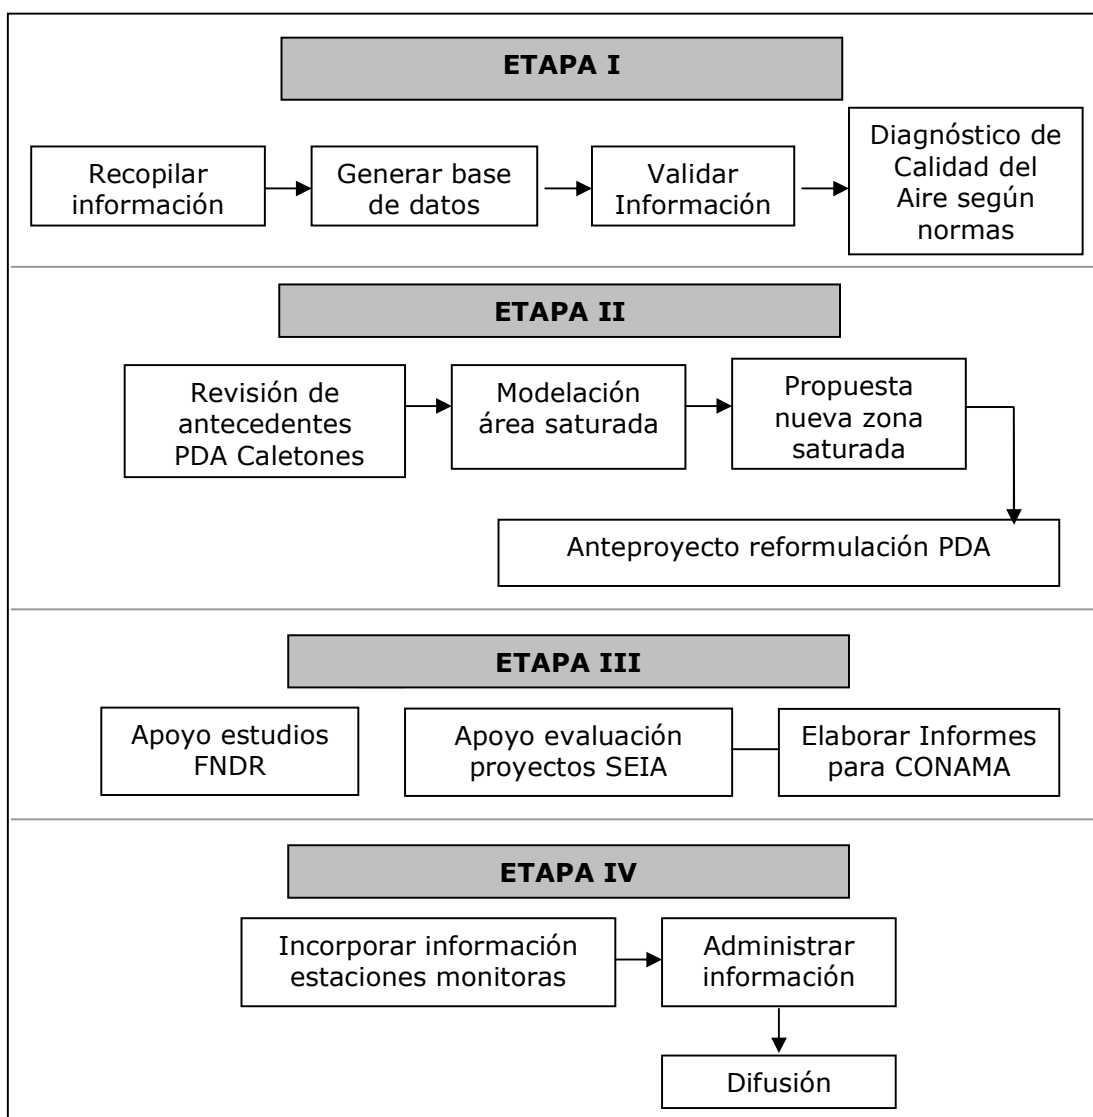 ETAPA I
Recopilar
información
Generar base
de datos
Validar
Información
Diagnóstico de
Calidad del
Aire según
normas
ETAPA II
Revisión de
antecedentes
PDA Caletones
Modelación
área saturada
Propuesta
nueva zona
saturada
Anteproyecto reformulación PDA
ETAPA III
Apoyo estudios
FNDR
Apoyo evaluación
proyectos SEIA
Elaborar Informes
para CONAMA
ETAPA IV
Incorporar información
estaciones monitoras
Administrar
información
Difusión